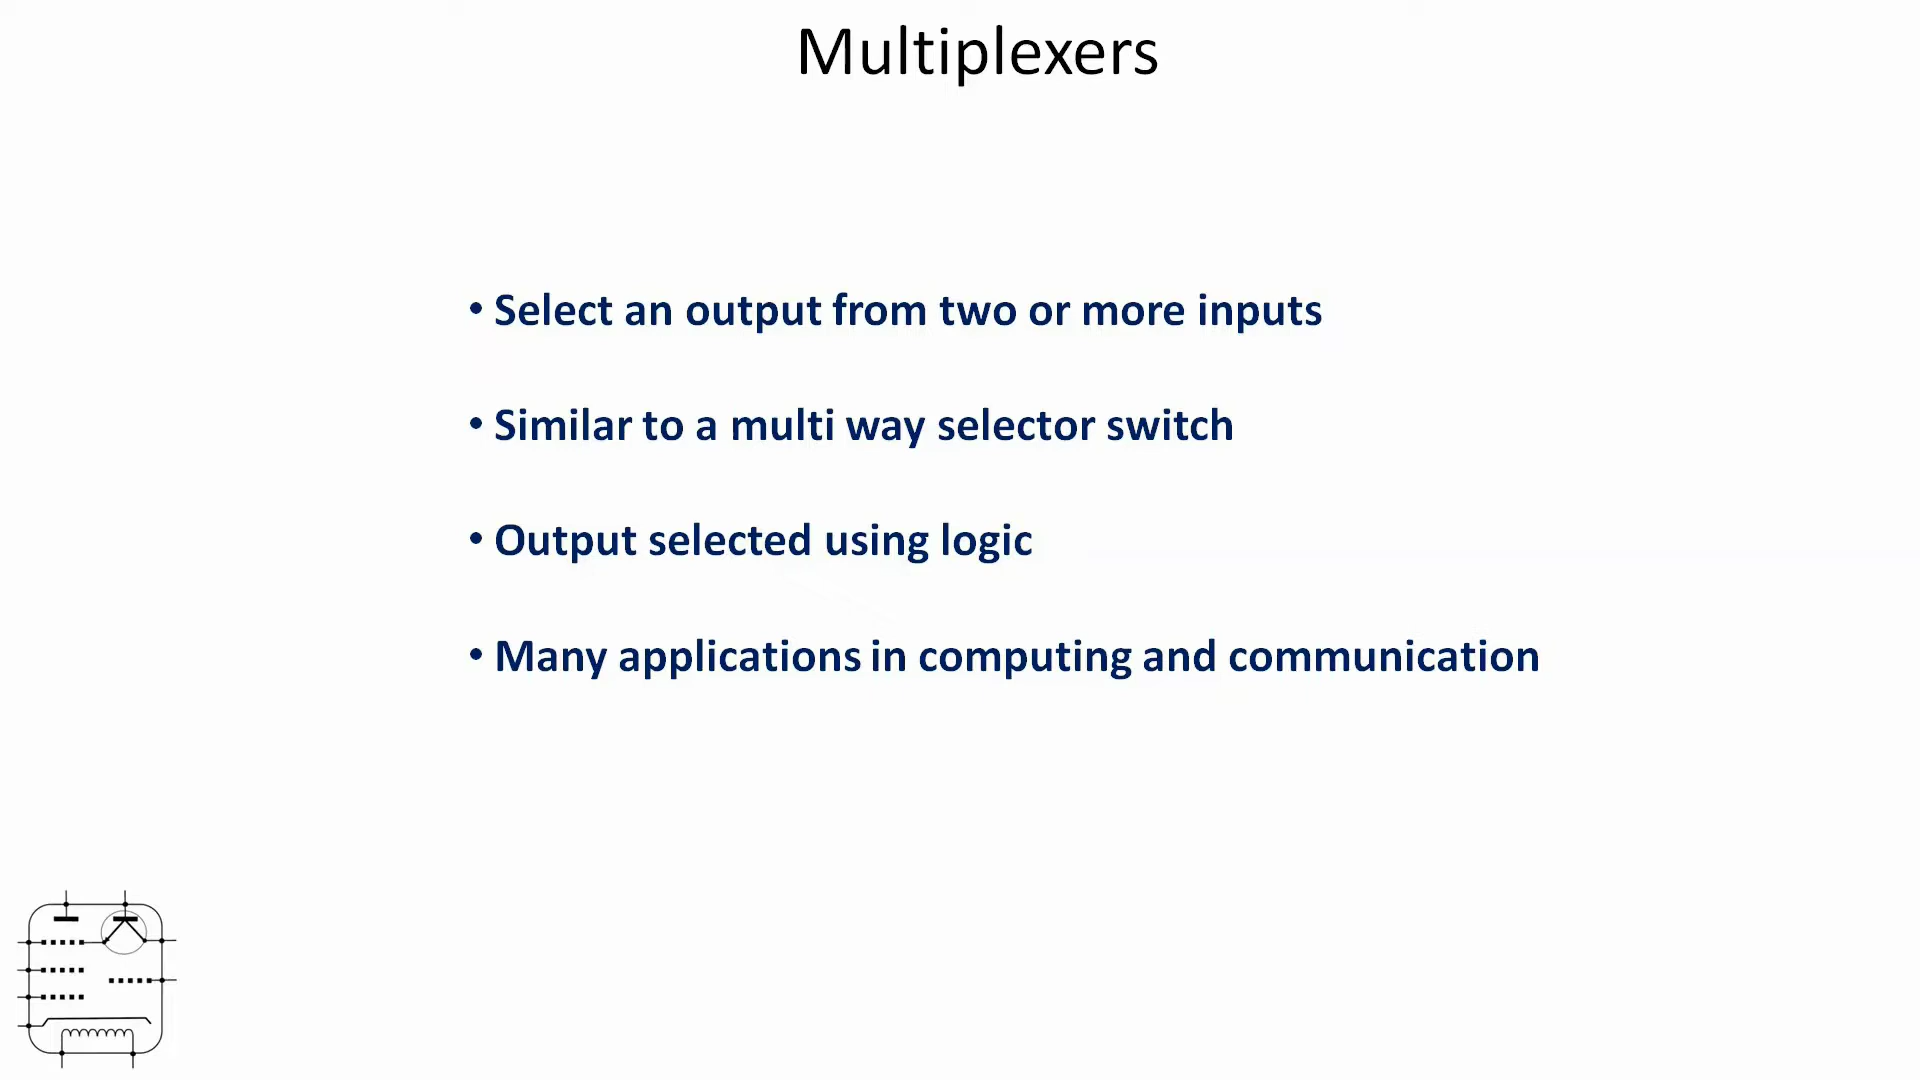 Multiplexers
• Select an output from two or more inputs
• Similar to a multi way selector switch
• Output selected using logic
• Many applications in computing and communication